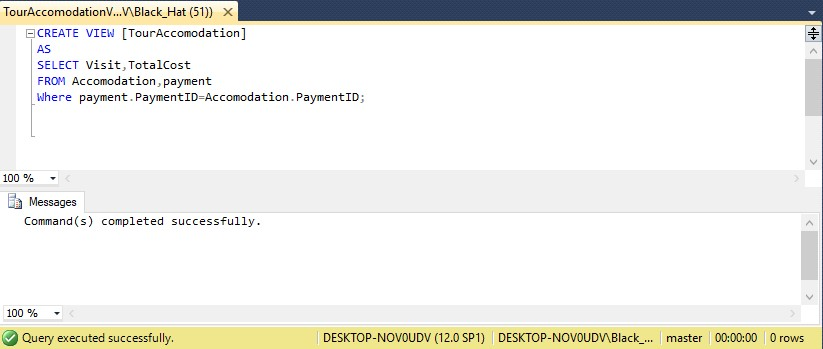 TourAccomodationV...V\Black_Hat (51))
CREATE VIEW [TourAccomodation]
AS
SELECT Visit,TotalCost
FROM Accomodation,payment
Where payment.PaymentID=Accomodation.PaymentID;
100 %
Messages
Command(s) completed successfully.
100 %
Query executed successfully. DESKTOP-NOV0UDV (12.0 SP1) DESKTOP-NOV0UDV\Black_... master 00:00:00 0 rows